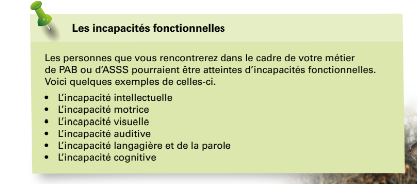 Les incapacités fonctionnelles
Les personnes que vous rencontrerez dans le cadre de votre métier
de PAB ou d'ASSS pourraient être atteintes d'incapacités fonctionnelles.
Voici quelques exemples de celles-ci.
• L'incapacité intellectuelle
• L'incapacité motrice
• L'incapacité visuelle
• L'incapacité auditive
• L'incapacité langagière et de la parole
• L'incapacité cognitive